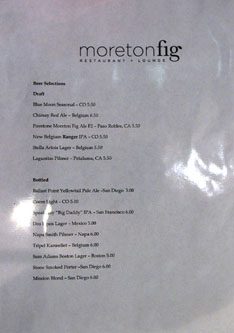 moretonfig
RESTAURANT + LOUNGE
Beer Selections
Draft
Blue Moon Seasonal - CO 5.50
Chimay Red Ale - Belgium 8.50
Firestone Moreton Fig Ale #2 - Paso Robles, CA 5.50
New Belgium Ranger IPA - CO 5.50
Stella Artois Lager - Belgium 5.50
Lagunitas Pilsner - Petaluma, CA 5.50
Bottled
Ballast Point Yellowtail Pale Ale -San Diego 5.00
Coors Light - CO 5.00
"Big Daddy" IPA - San Francisco 6.00
Lager - Mexico 5.00
Napa Smith Pilsner - Napa 6.00
Tripel Karmeliet - Belgium 6.00
Sam Adams Boston Lager - Boston 5.00
Stone Smoked Porter -San Diego 6.00
Mission Blond - San Diego 6.00